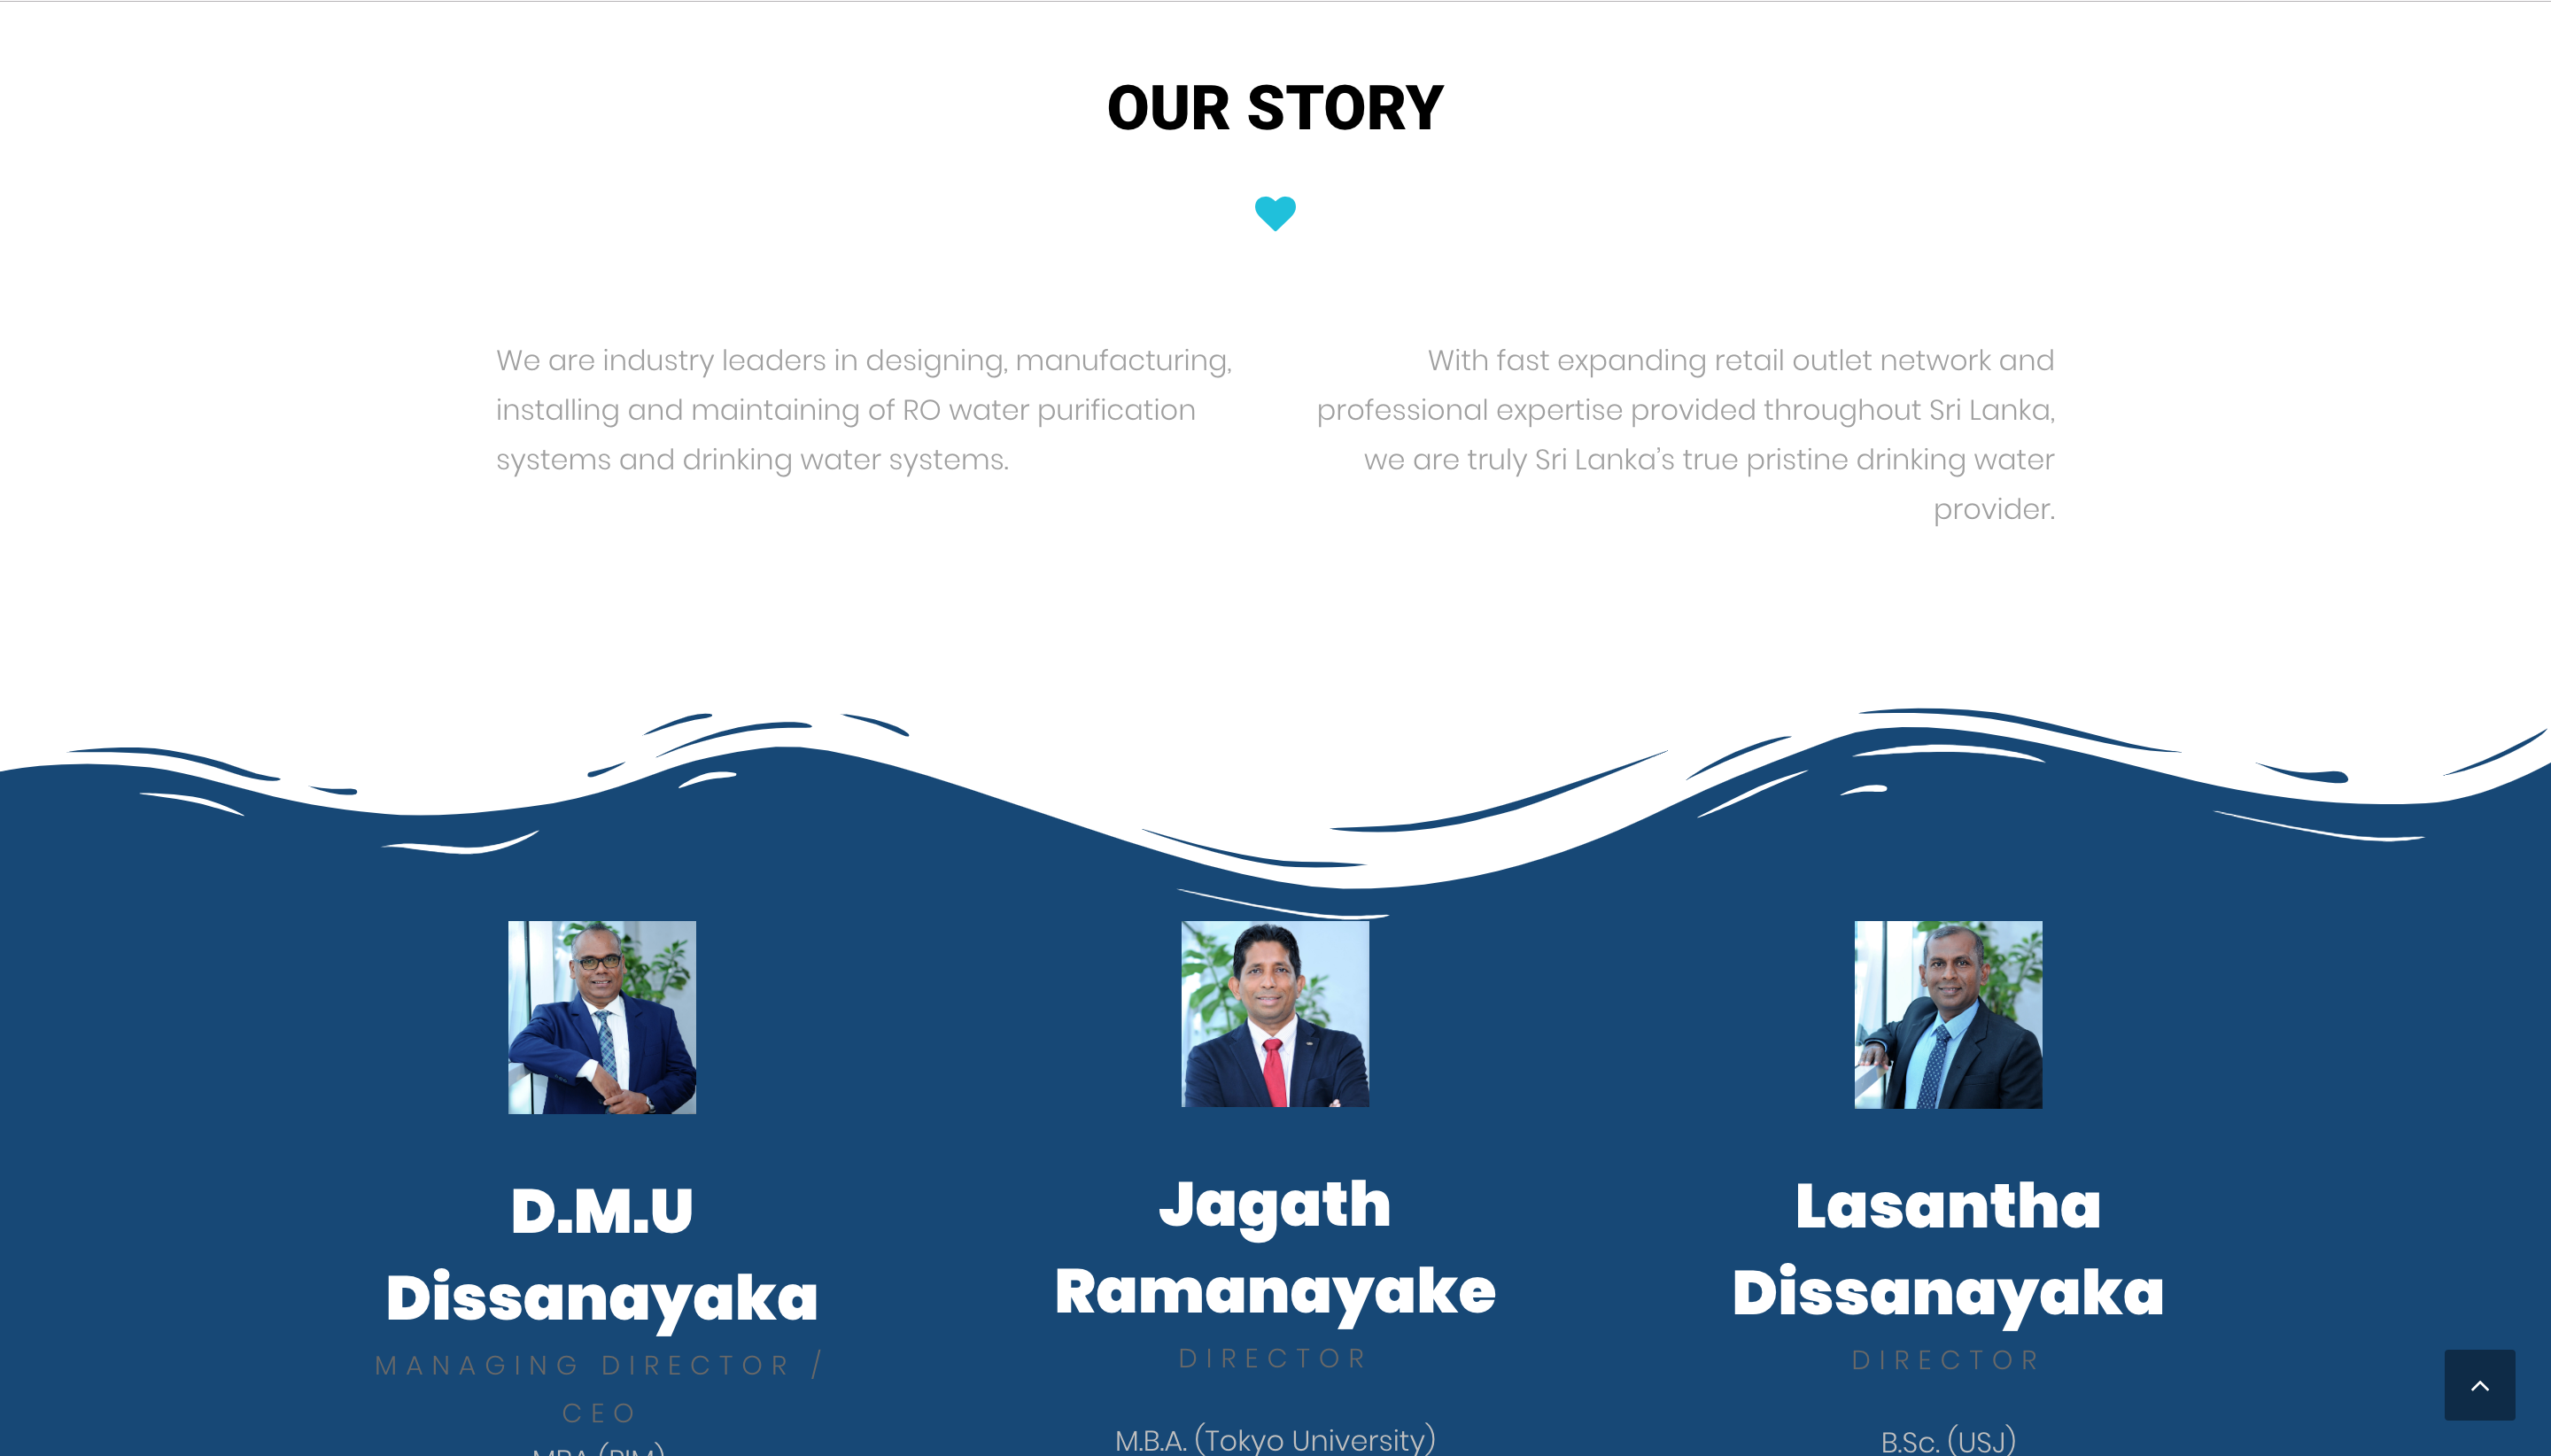 OUR STORY
We are industry leaders in designing, manufacturing,
installing and maintaining of RO water purification
systems and drinking water systems.
With fast expanding retail outlet network and
professional expertise provided throughout Sri Lanka,
we are truly Sri Lanka’s true pristine drinking water
provider.
D.M.U
Dissanayaka
MANAGING DIRECTOR /
CEO
Jagath
Ramanayake
DIRECTOR
M.B.A. (Tokyo University)
Lasantha
Dissanayaka
DIRECTOR
B.Sc. (USJ)